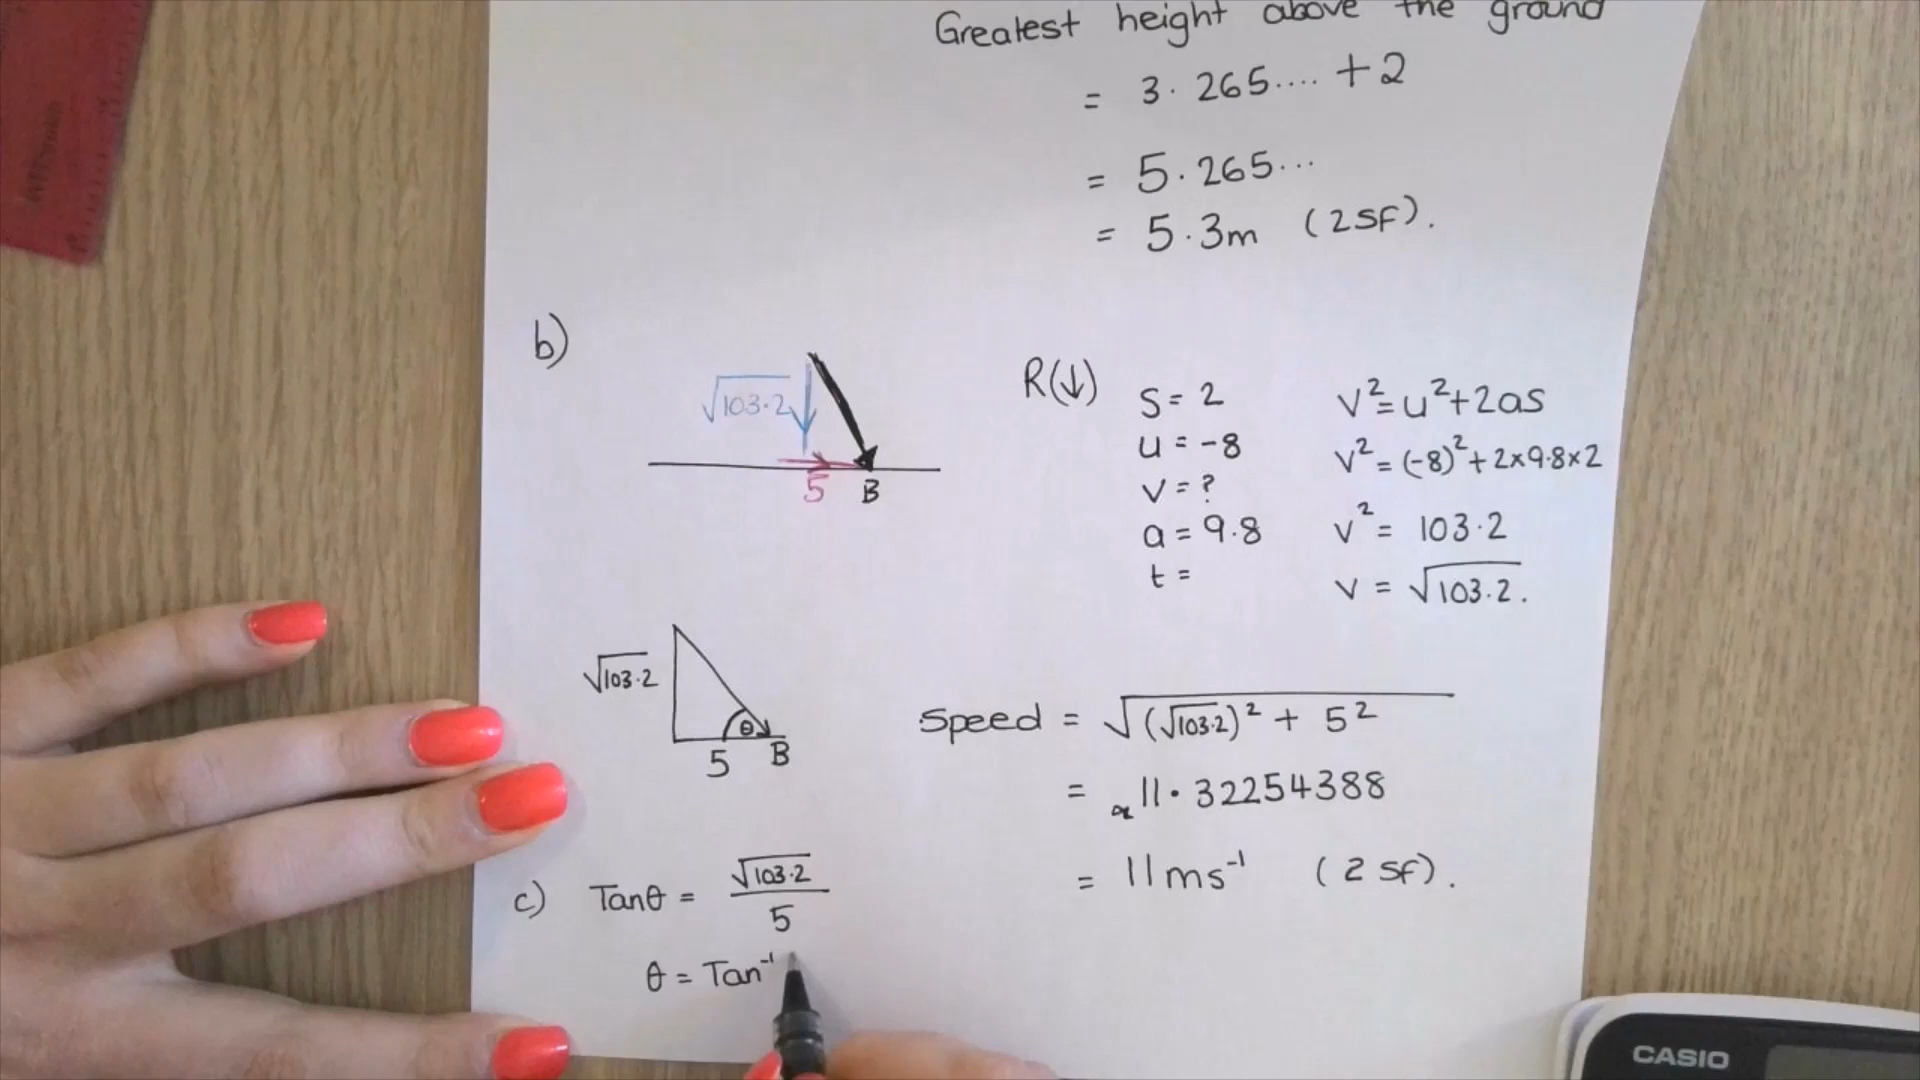 Greatest height above the ground
= 3.265.... + 2
= 5.265...
= 5.3m (2SF).
b)
√103.2
5 B
R(↓)
S = 2
u = -8
v = ?
a = 9.8
t =
v² = u² + 2as
v² = (-8)² + 2×9.8×2
v² = 103.2
v = √103.2.
√103.2
θ
5 B
Speed = √((√103.2)² + 5²)
= 11.32254388
= 11ms⁻¹ (2 SF).
c) Tanθ = √103.2 / 5
θ = Tan⁻¹
CASIO